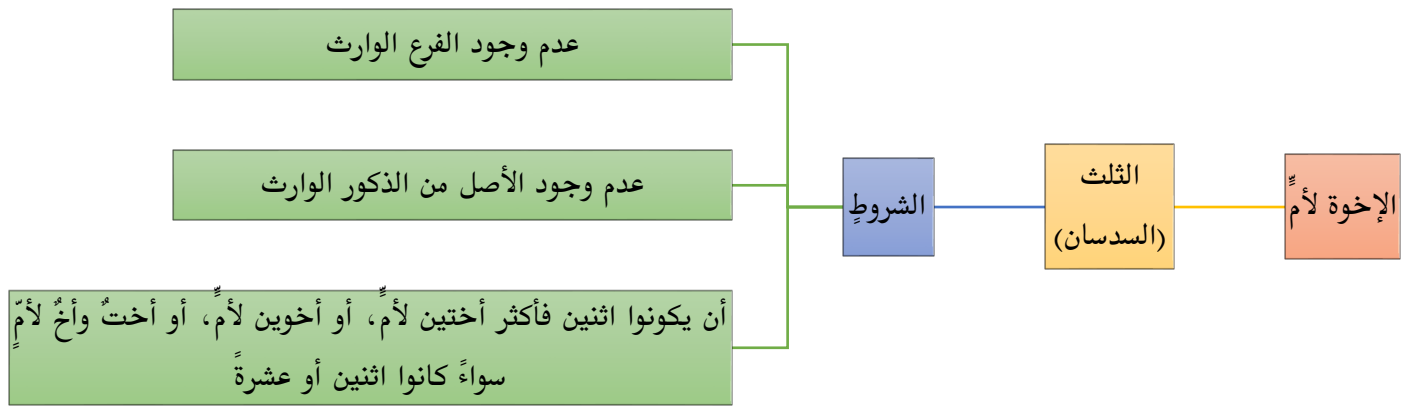 الإخوة لأمٍّ
الثلث
(السدسان)
الشروطٍ
عدم وجود الفرع الوارث
عدم وجود الأصل من الذكور الوارث
أن يكونوا اثنين فأكثر أختين لأمٍّ، أو أخوين لأمٍّ، أو أختٌ وأخٌ لأمّ‍ٍ
سواءً كانوا اثنين أو عشرةً